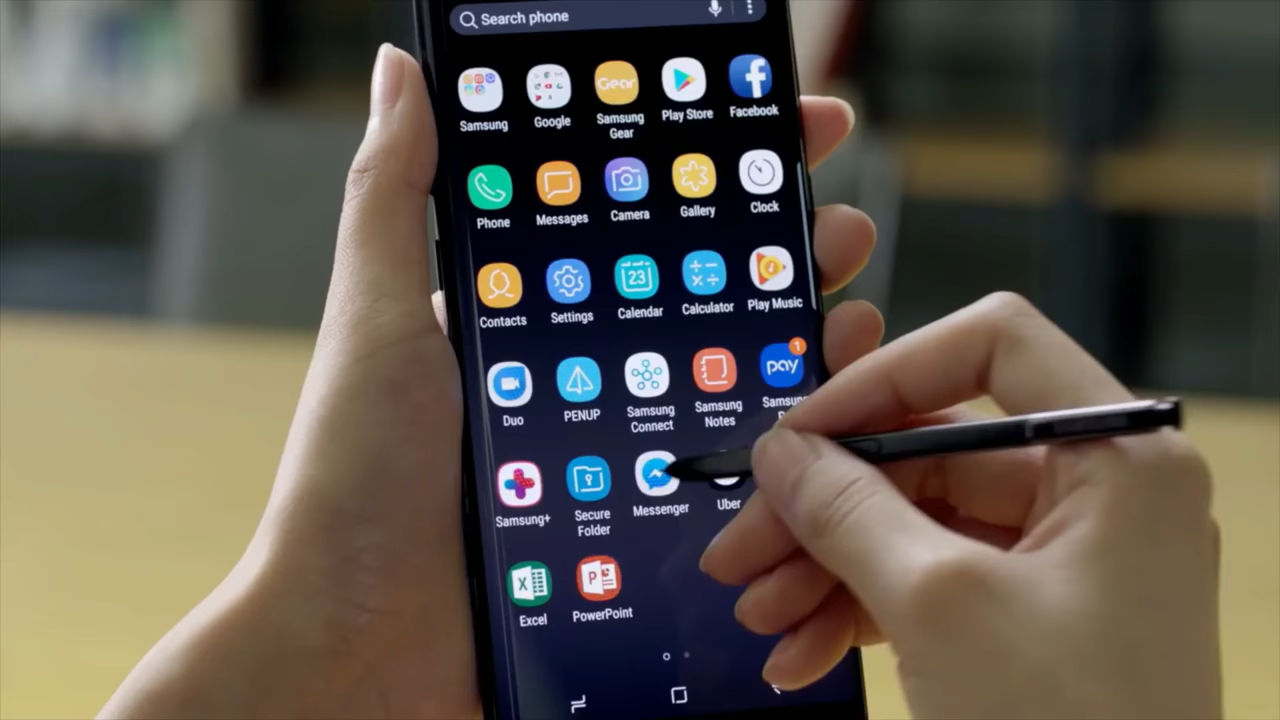 Search phone
Samsung
Google
Gear
Samsung
Gear
Play Store
f
Facebook
Phone
Messages
Camera
Gallery
Clock
Contacts
Settings
23
Calendar
Calculator
Play Music
Duo
PENUP
Samsung
Connect
Samsung
Notes
1
pay
Samsung+
Secure
Folder
Messenger
Uber
X
Excel
P
PowerPoint